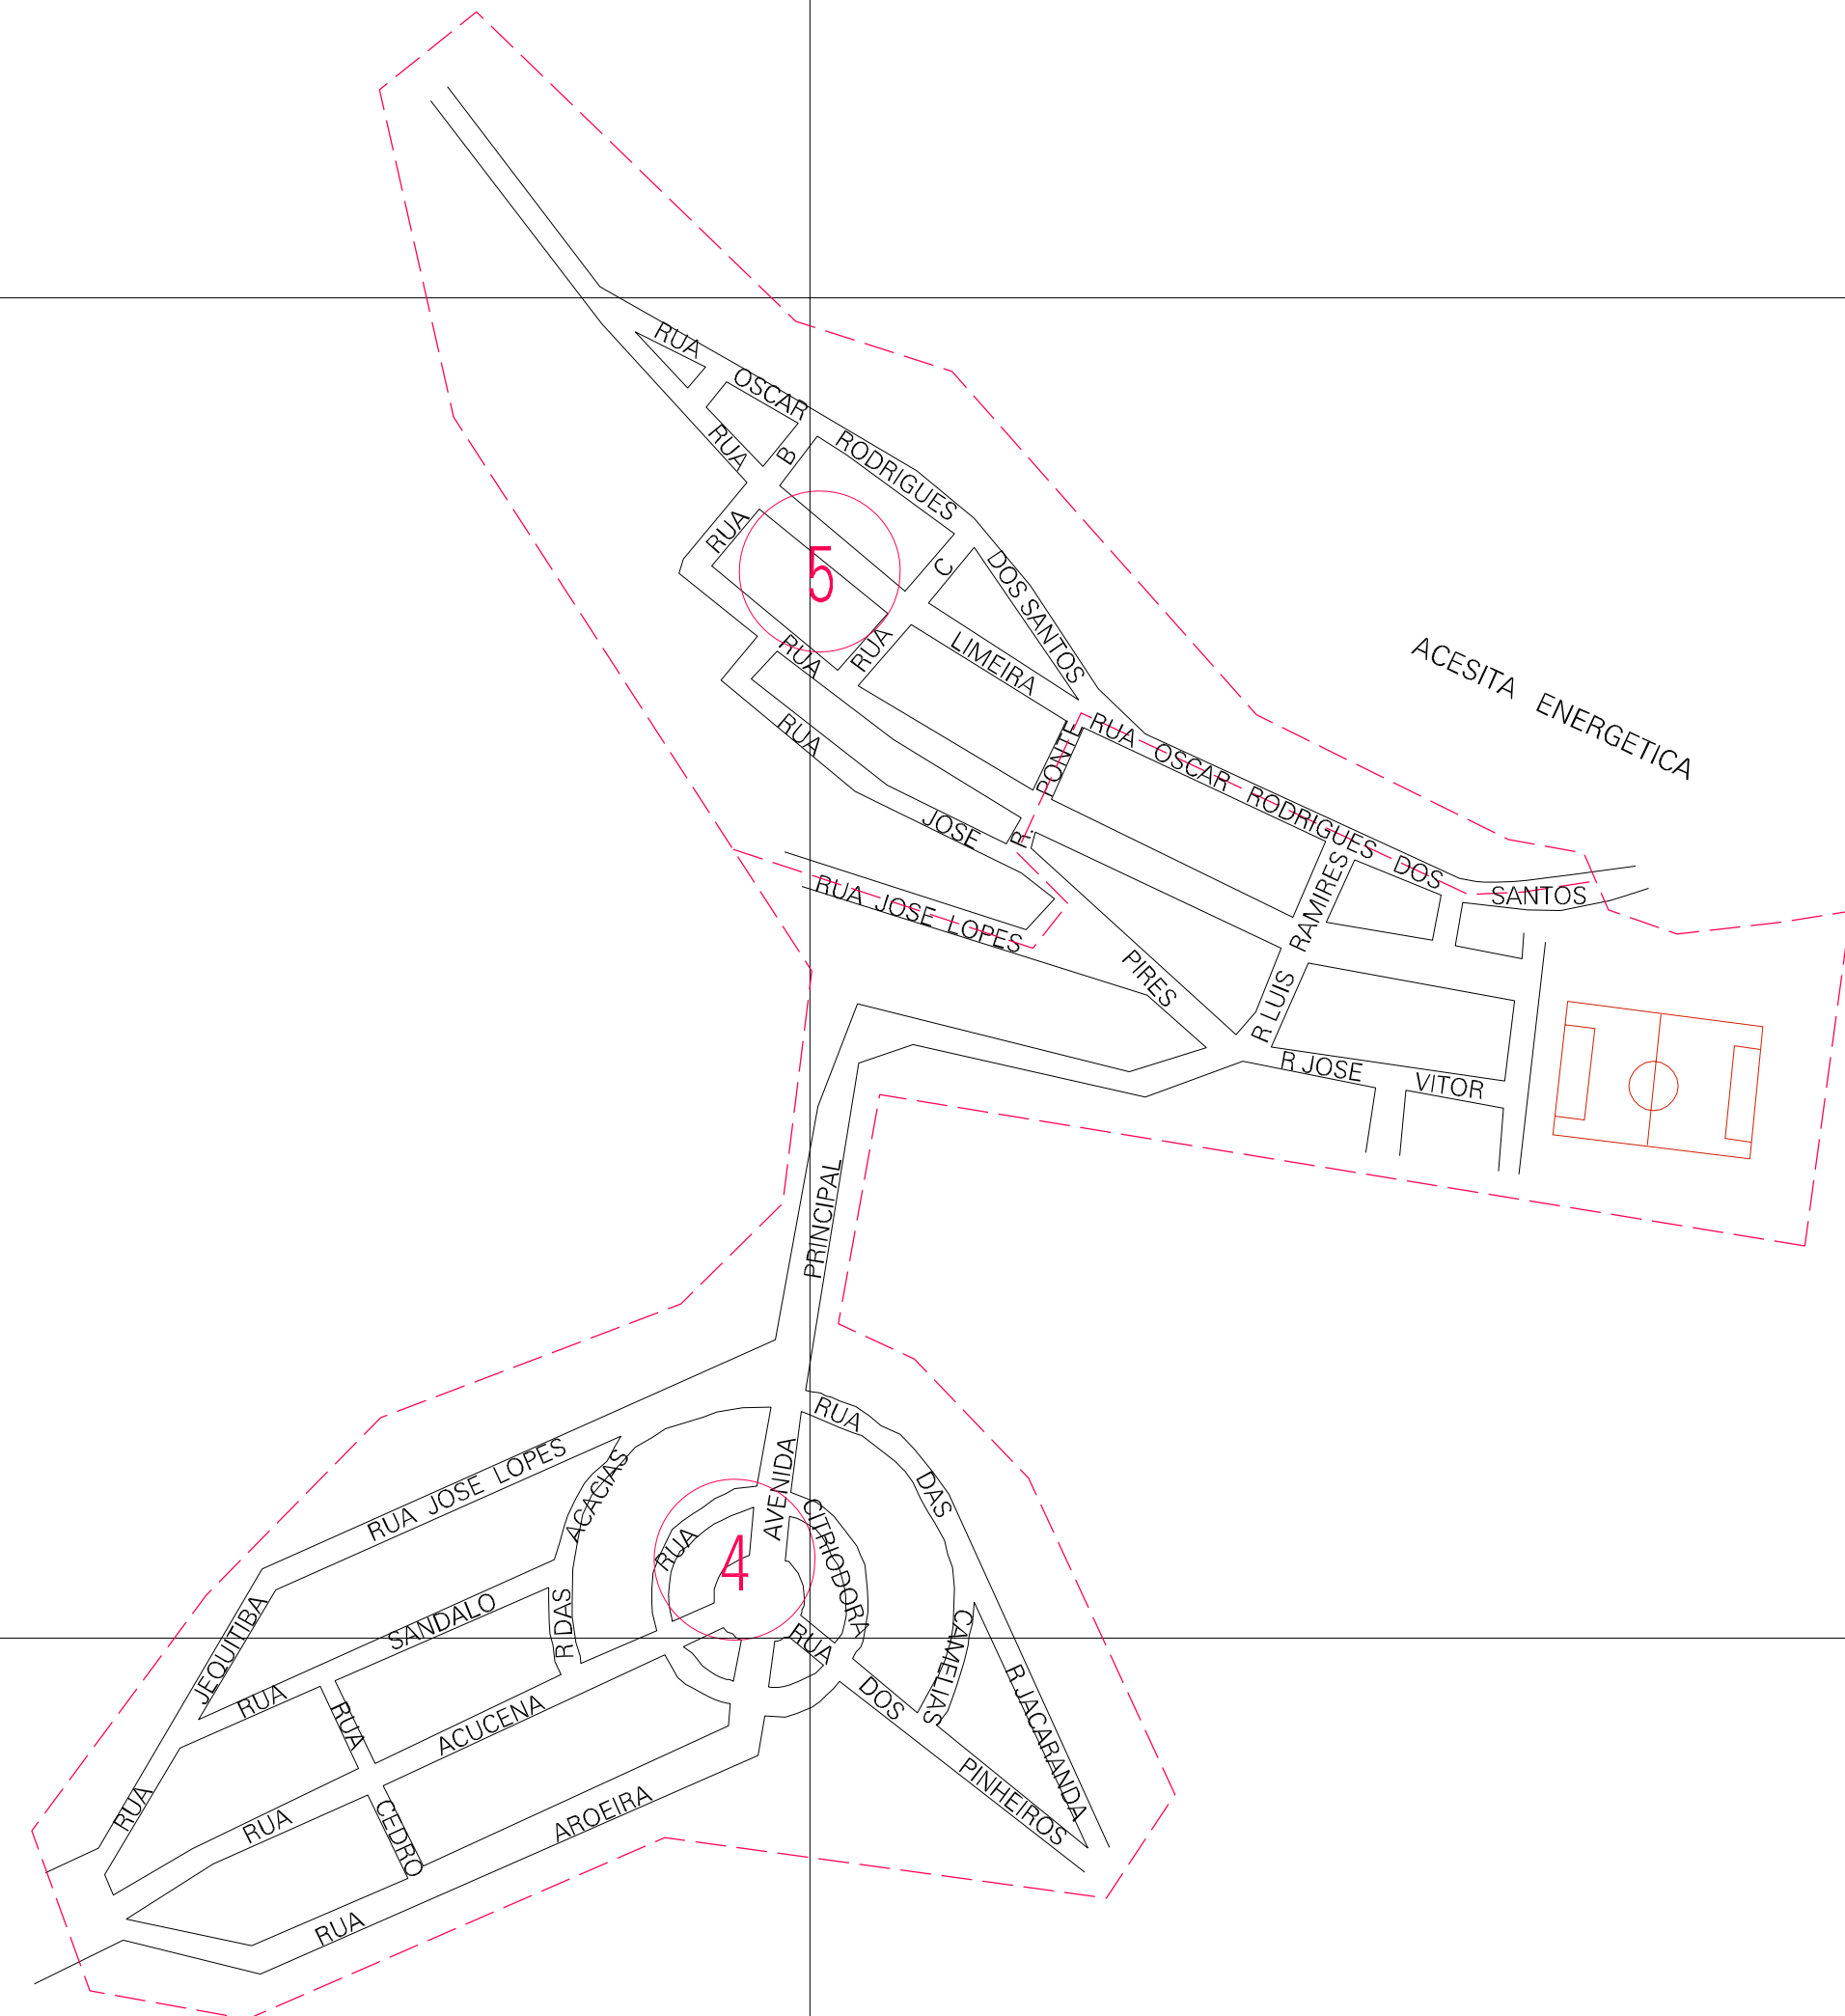 RUA
OSCAR
RODRIGUES
DOS SANTOS
RUA
B
RUA
5
C
RUA
LIMEIRA
RUA
RUA
JOSE
R. PONTE
RUA OSCAR RODRIGUES DOS
SANTOS
ACESITA ENERGETICA
RUA JOSE LOPES
PIRES
R LUIS RAMIRES
R JOSE VITOR
PRINCIPAL
AVENIDA
RUA DAS
CAMELIAS
RUA JOSE LOPES
R DAS ACACIAS
RUA CITRIODORA
4
RUA DOS PINHEIROS
R JACARANDA
RUA JEQUITIBA
RUA SANDALO
RUA CEDRO
RUA ACUCENA
RUA AROEIRA